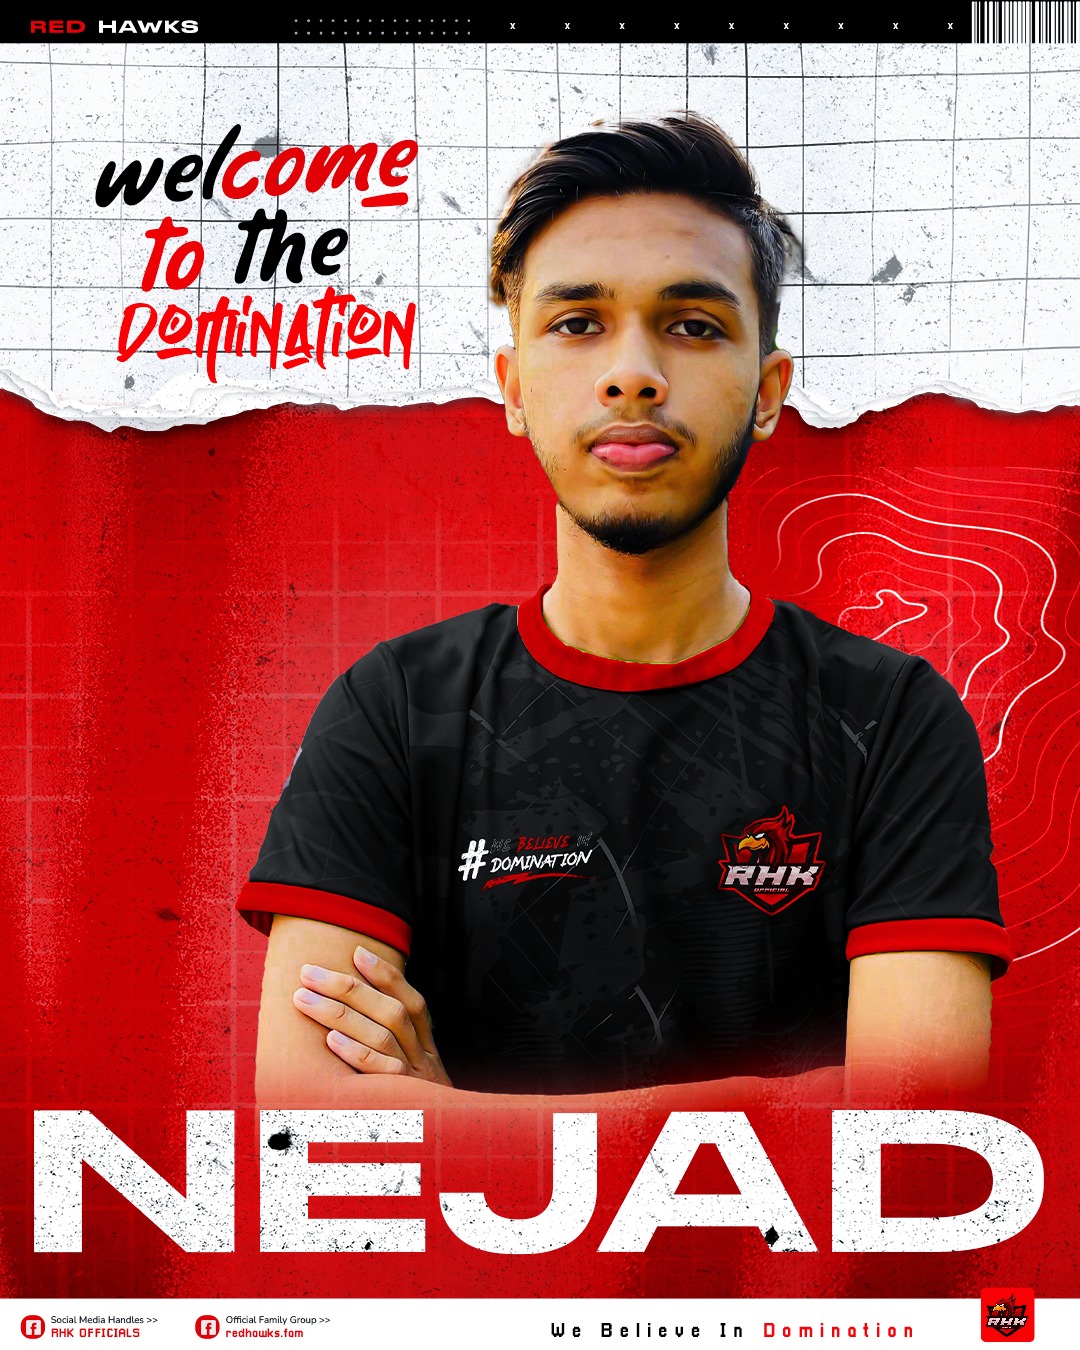 RED HAWKS
x x x x x x x x x
welcome
to the
DOMINATION
#WE BELIEVE IN
DOMINATION
RHK
OFFICIAL
NEJAD
Social Media Handles >>
RHK OFFICIALS
Official Family Group >>
redhawks.fam
We Believe In Domination
RHK